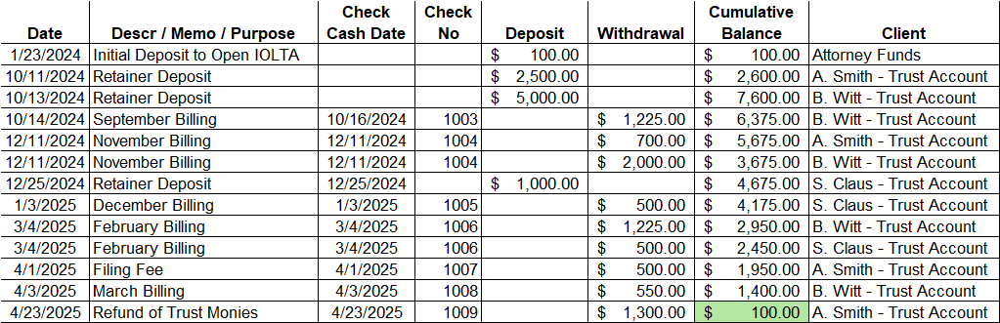 Date Descr / Memo / Purpose Check Cash Date Check No Deposit Withdrawal Cumulative Balance Client
1/23/2024 Initial Deposit to Open IOLTA $ 100.00 $ 100.00 Attorney Funds
10/11/2024 Retainer Deposit $ 2,500.00 $ 2,600.00 A. Smith - Trust Account
10/13/2024 Retainer Deposit $ 5,000.00 $ 7,600.00 B. Witt - Trust Account
10/14/2024 September Billing 10/16/2024 1003 $ 1,225.00 $ 6,375.00 B. Witt - Trust Account
12/11/2024 November Billing 12/11/2024 1004 $ 700.00 $ 5,675.00 A. Smith - Trust Account
12/11/2024 November Billing 12/11/2024 1004 $ 2,000.00 $ 3,675.00 B. Witt - Trust Account
12/25/2024 Retainer Deposit 12/25/2024 $ 1,000.00 $ 4,675.00 S. Claus - Trust Account
1/3/2025 December Billing 1/3/2025 1005 $ 500.00 $ 4,175.00 S. Claus - Trust Account
3/4/2025 February Billing 3/4/2025 1006 $ 1,225.00 $ 2,950.00 B. Witt - Trust Account
3/4/2025 February Billing 3/4/2025 1006 $ 500.00 $ 2,450.00 S. Claus - Trust Account
4/1/2025 Filing Fee 4/1/2025 1007 $ 500.00 $ 1,950.00 A. Smith - Trust Account
4/3/2025 March Billing 4/3/2025 1008 $ 550.00 $ 1,400.00 B. Witt - Trust Account
4/23/2025 Refund of Trust Monies 4/23/2025 1009 $ 1,300.00 $ 100.00 A. Smith - Trust Account